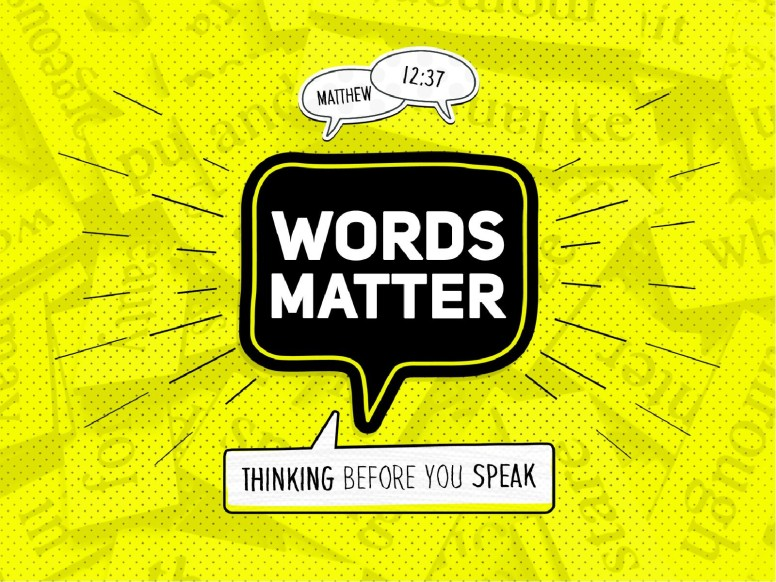 MATTHEW 12:37
WORDS
MATTER
THINKING BEFORE YOU SPEAK